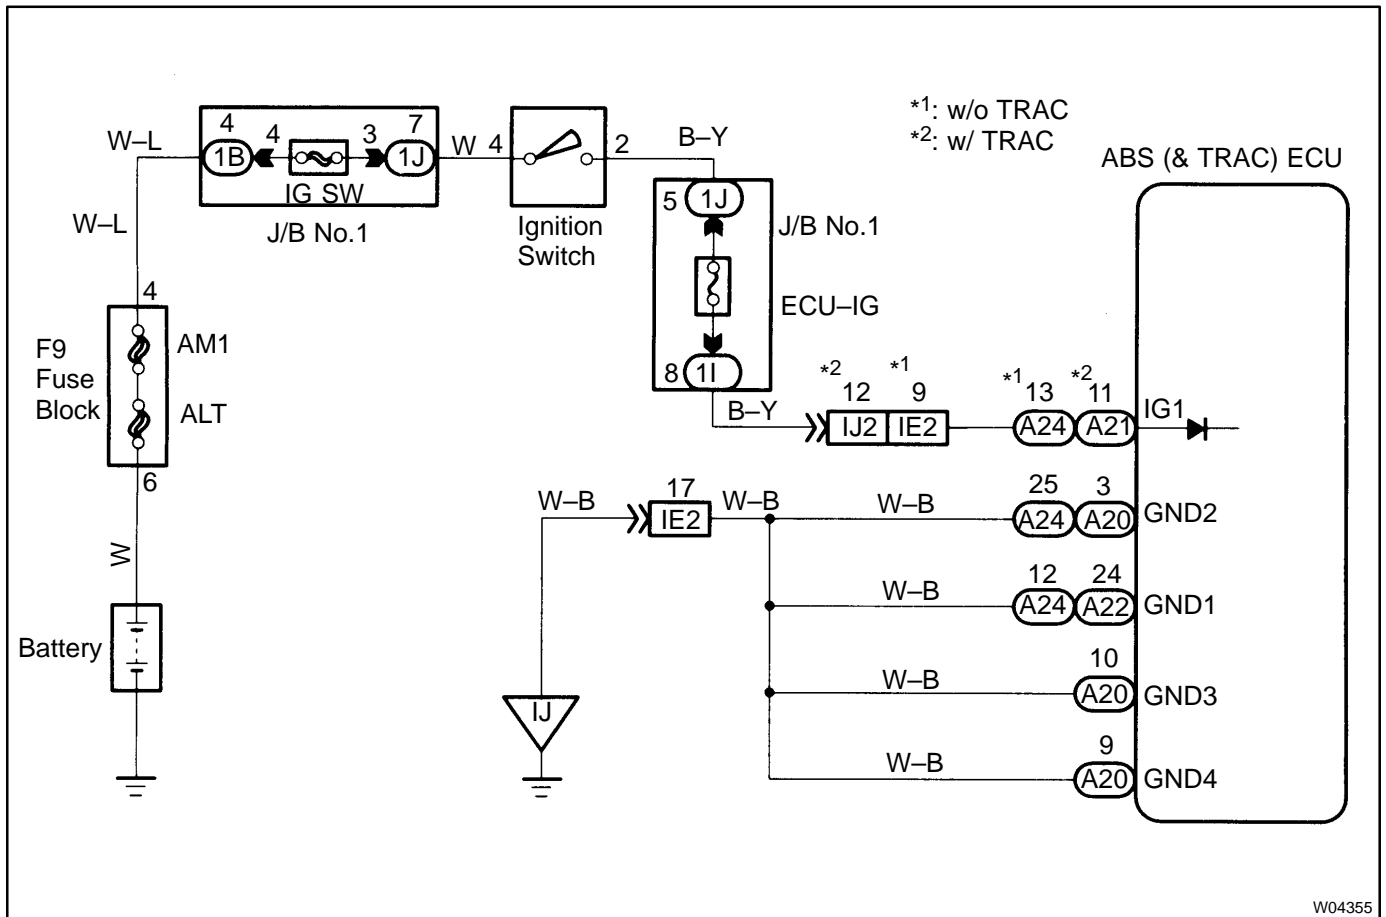 *1: w/o TRAC
*2: w/ TRAC
ABS (& TRAC) ECU
W–L
4
4
3
7
1B
1J
IG SW
J/B No.1
W
4
2
Ignition
Switch
B–Y
5
1J
J/B No.1
ECU–IG
8
1I
B–Y
W–L
4
F9
Fuse
Block
AM1
ALT
6
W
Battery
*2
12
*1
9
IJ2
IE2
*1
13
*2
11
A24
A21
IG1
W–B
17
IE2
W–B
W–B
25
3
A24
A20
GND2
W–B
12
24
A24
A22
GND1
W–B
10
A20
GND3
W–B
9
A20
GND4
IJ
W04355